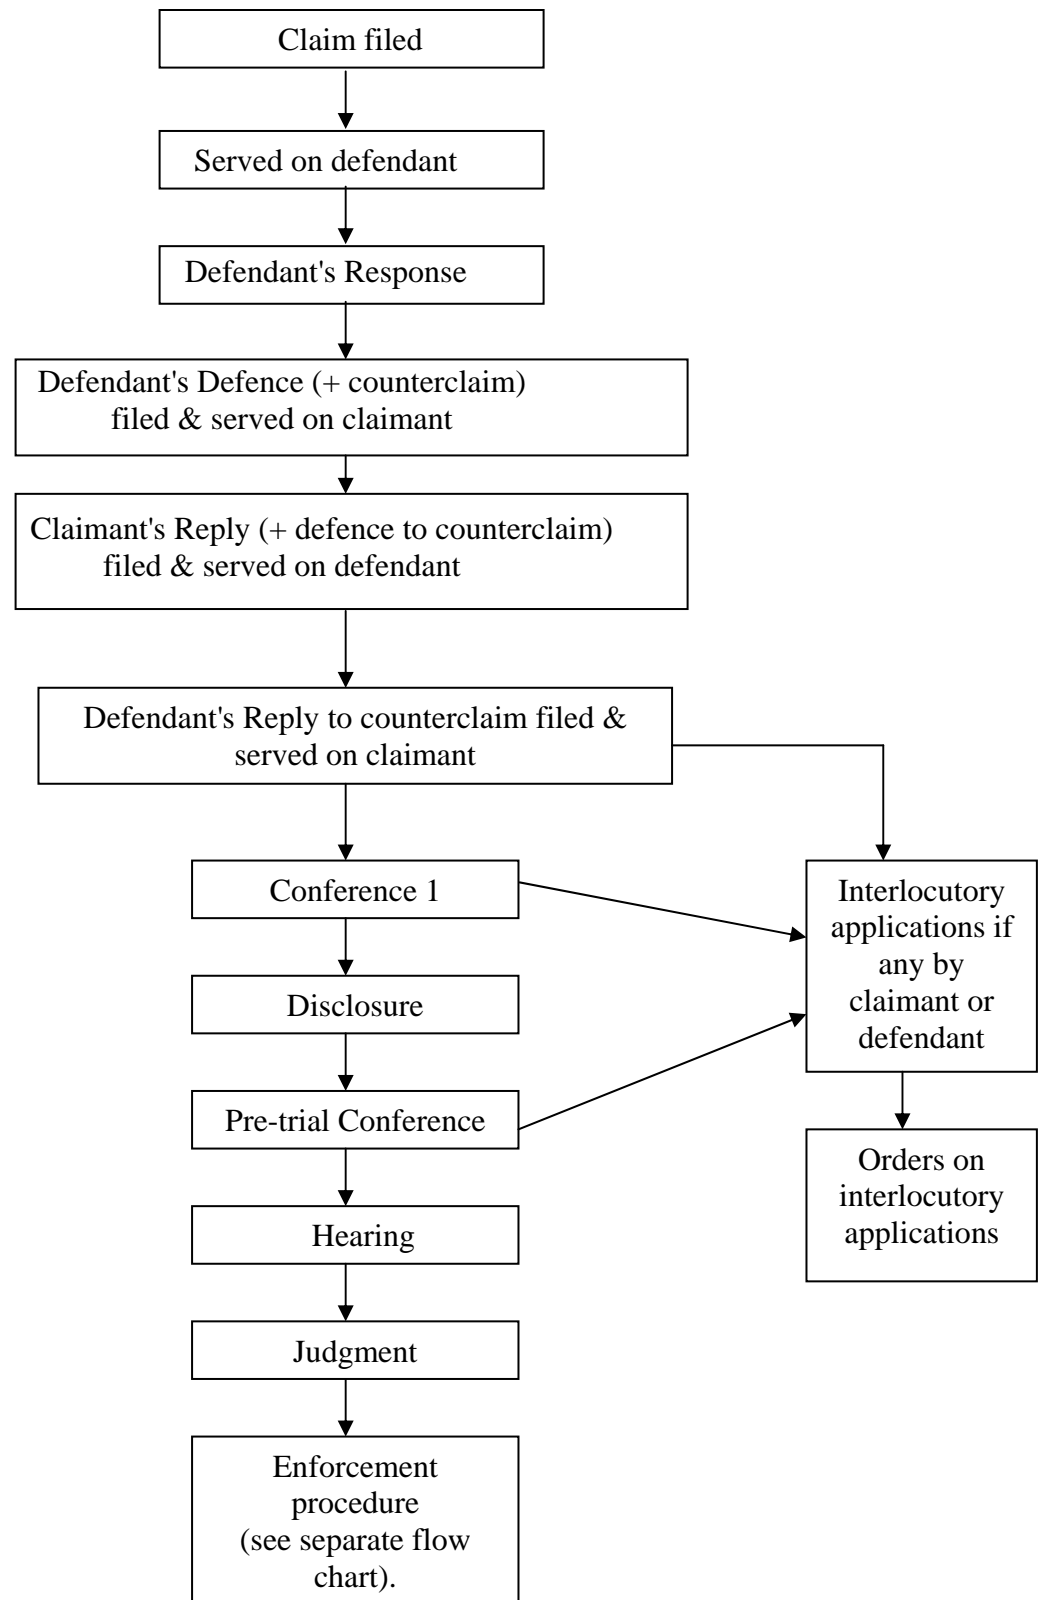 Claim filed
Served on defendant
Defendant's Response
Defendant's Defence (+ counterclaim)
filed & served on claimant
Claimant's Reply (+ defence to counterclaim)
filed & served on defendant
Defendant's Reply to counterclaim filed &
served on claimant
Conference 1
Disclosure
Pre-trial Conference
Hearing
Judgment
Enforcement
procedure
(see separate flow
chart).
Interlocutory
applications if
any by
claimant or
defendant
Orders on
interlocutory
applications